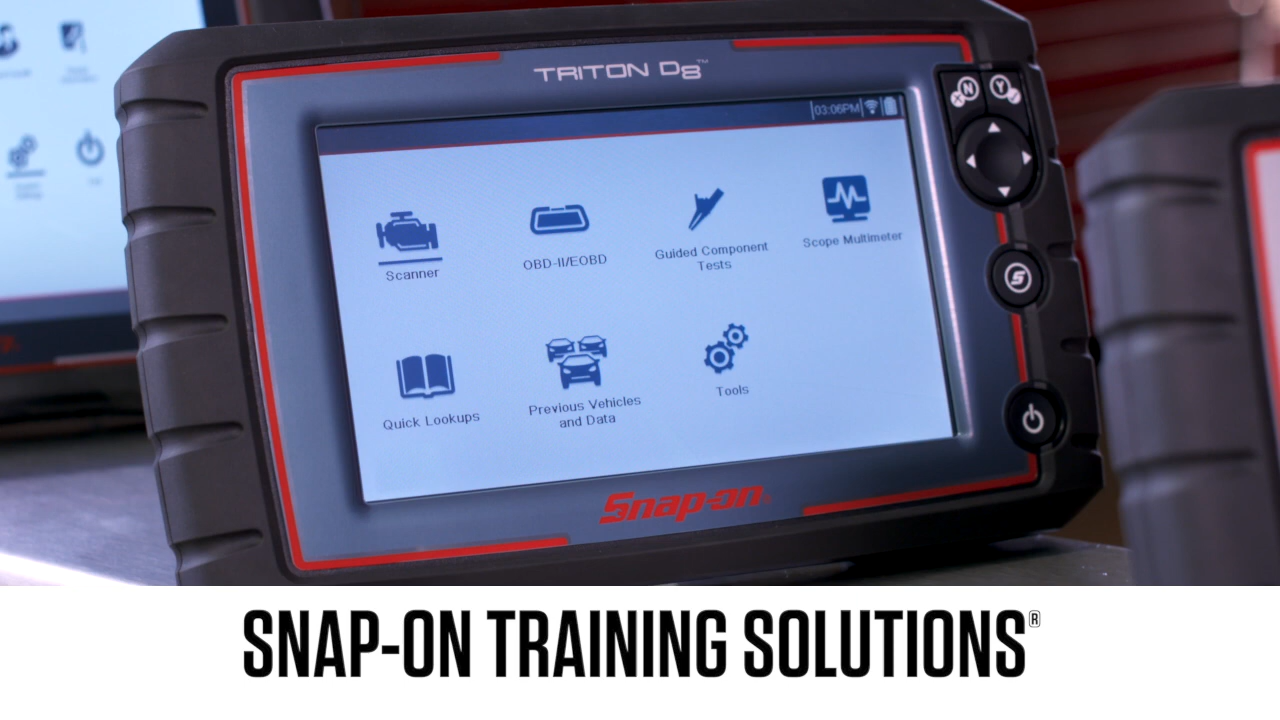 TRITON D8™
03:06PM
Scanner
OBD-II/EOBD
Guided Component
Tests
Scope Multimeter
Quick Lookups
Previous Vehicles
and Data
Tools
N
X
Y
S
Snap-on®
SNAP-ON TRAINING SOLUTIONS®